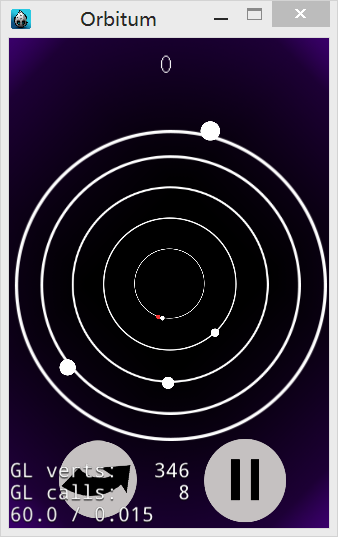 Orbitum
0
GL verts: 346
GL calls: 8
60.0 / 0.015